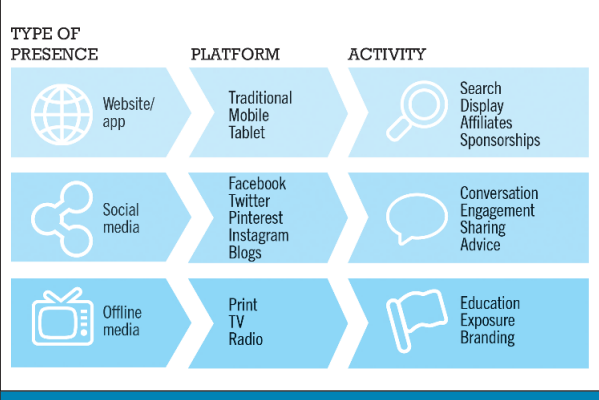 TYPE OF
PRESENCE
PLATFORM
ACTIVITY
Website/
app
Traditional
Mobile
Tablet
Search
Display
Affiliates
Sponsorships
Social
media
Facebook
Twitter
Pinterest
Instagram
Blogs
Conversation
Engagement
Sharing
Advice
Offline
media
Print
TV
Radio
Education
Exposure
Branding